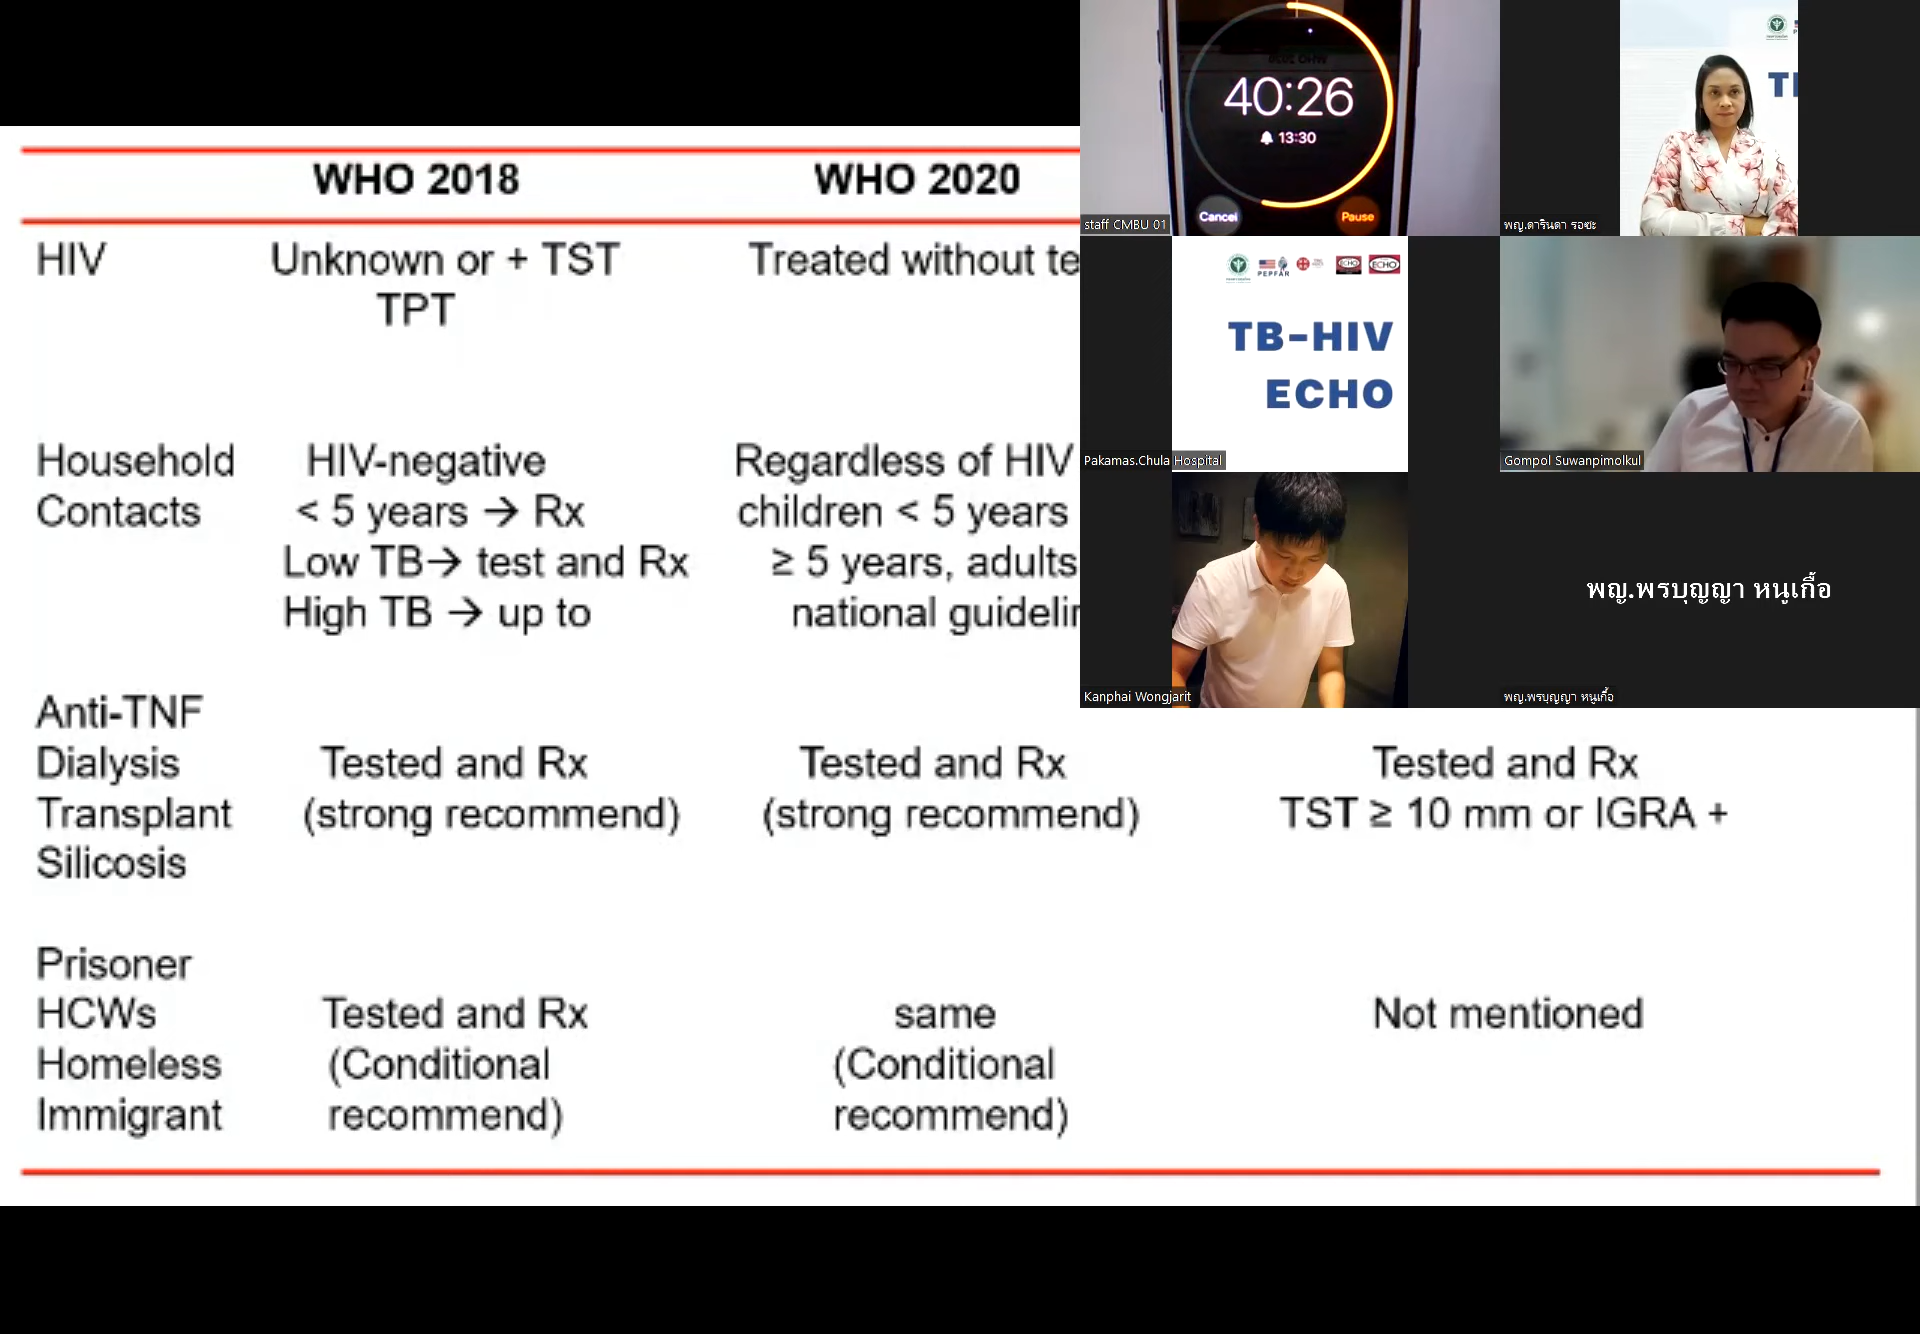 WHO 2018 WHO 2020
HIV Unknown or + TST Treated without te
TPT
Household HIV-negative Regardless of HIV
Contacts < 5 years → Rx children < 5 years
Low TB→ test and Rx ≥ 5 years, adults
High TB → up to national guidelin
Anti-TNF
Dialysis Tested and Rx Tested and Rx Tested and Rx
Transplant (strong recommend) (strong recommend) TST ≥ 10 mm or IGRA +
Silicosis
Prisoner
HCWs Tested and Rx same Not mentioned
Homeless (Conditional (Conditional
Immigrant recommend) recommend)
40:26
13:30
Cancel Pause
staff CMBU 01
พญ.ดารินดา รอซะ
PEPFAR
ECHO ECHO
TB-HIV
ECHO
Pakamas.Chula Hospital
Gompol Suwanpimolkul
Kanphai Wongjarit
พญ.พรบุญญา หนูเกื้อ
พญ.พรบุญญา หนูเกื้อ